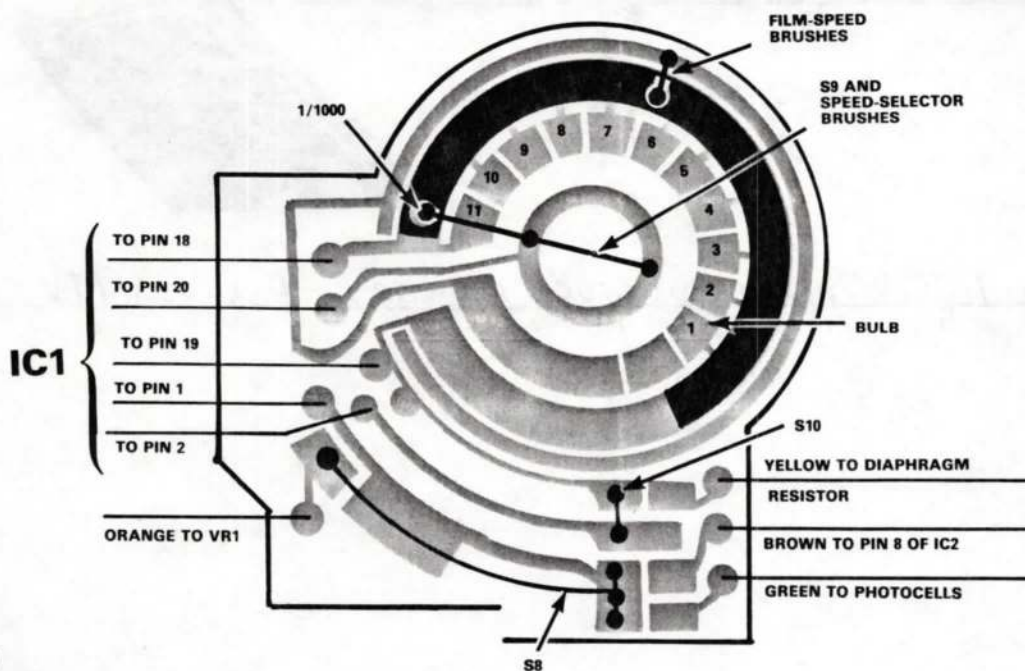 FILM-SPEED
BRUSHES
S9 AND
SPEED-SELECTOR
BRUSHES
1/1000
8
7
9
6
10
5
11
4
3
2
1
BULB
IC1
TO PIN 18
TO PIN 20
TO PIN 19
TO PIN 1
TO PIN 2
ORANGE TO VR1
S10
YELLOW TO DIAPHRAGM
RESISTOR
BROWN TO PIN 8 OF IC2
GREEN TO PHOTOCELLS
S8